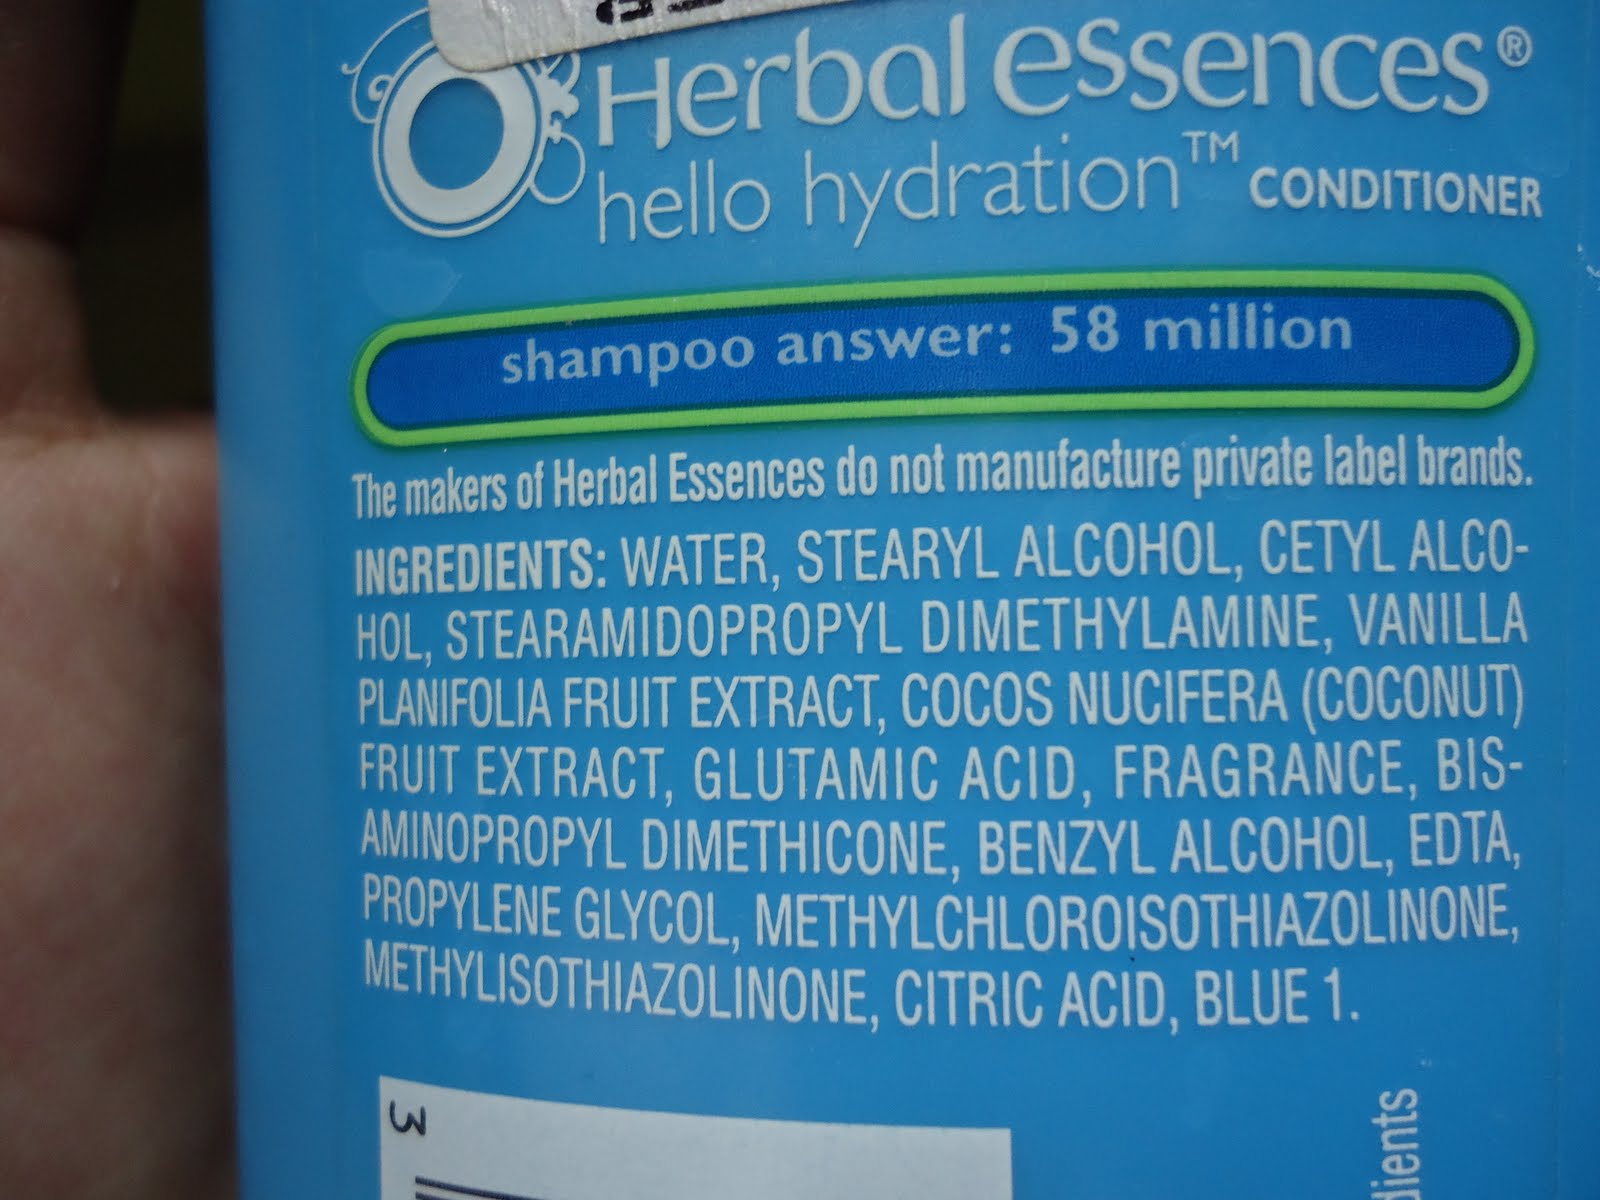 Herbal essences®
hello hydration™ CONDITIONER
shampoo answer: 58 million
The makers of Herbal Essences do not manufacture private label brands.
INGREDIENTS: WATER, STEARYL ALCOHOL, CETYL ALCO-
HOL, STEARAMIDOPROPYL DIMETHYLAMINE, VANILLA
PLANIFOLIA FRUIT EXTRACT, COCOS NUCIFERA (COCONUT)
FRUIT EXTRACT, GLUTAMIC ACID, FRAGRANCE, BIS-
AMINOPROPYL DIMETHICONE, BENZYL ALCOHOL, EDTA,
PROPYLENE GLYCOL, METHYLCHLOROISOTHIAZOLINONE,
METHYLISOTHIAZOLINONE, CITRIC ACID, BLUE 1.
3